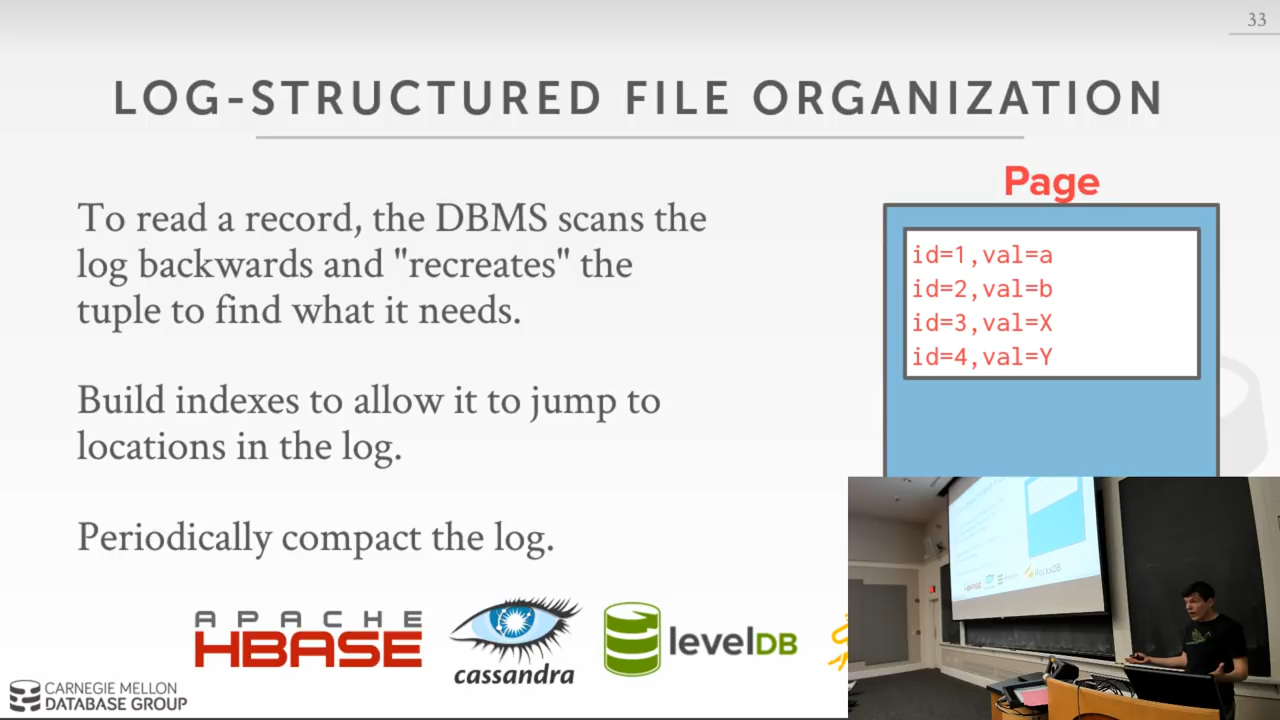 33
LOG-STRUCTURED FILE ORGANIZATION
To read a record, the DBMS scans the
log backwards and "recreates" the
tuple to find what it needs.
Build indexes to allow it to jump to
locations in the log.
Periodically compact the log.
Page
id=1,val=a
id=2,val=b
id=3,val=X
id=4,val=Y
APACHE
HBASE
cassandra
levelDB
RocksDB
CARNEGIE MELLON
DATABASE GROUP